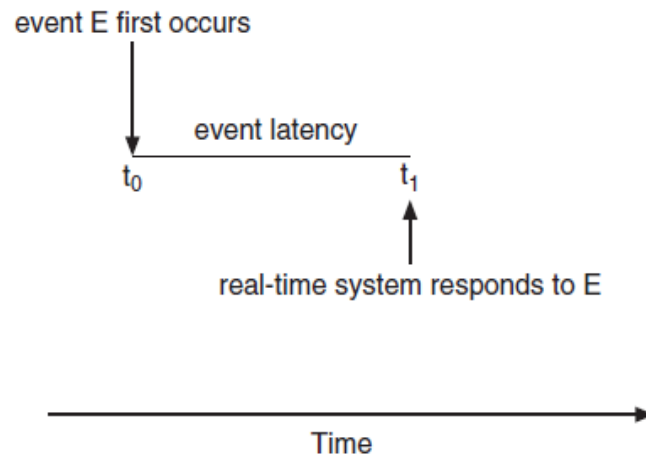 event E first occurs
event latency
t₀ t₁
real-time system responds to E
Time